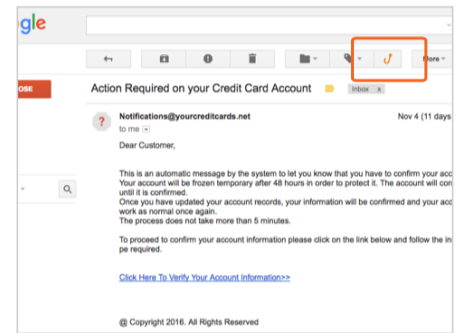 gle
More
OSE
Action Required on your Credit Card Account
Inbox x
?
Notifications@yourcreditcards.net
Nov 4 (11 days
to me
Dear Customer,
This is an automatic message by the system to let you know that you have to confirm your acc
Your account will be frozen temporary after 48 hours in order to protect it. The account will con
until it is confirmed.
Once you have updated your account records, your information will be confirmed and your acc
work as normal once again.
The process does not take more than 5 minutes.
To proceed to confirm your account information please click on the link below and follow the in
pe required.
Click Here To Verify Your Account Information>>
@ Copyright 2016. All Rights Reserved